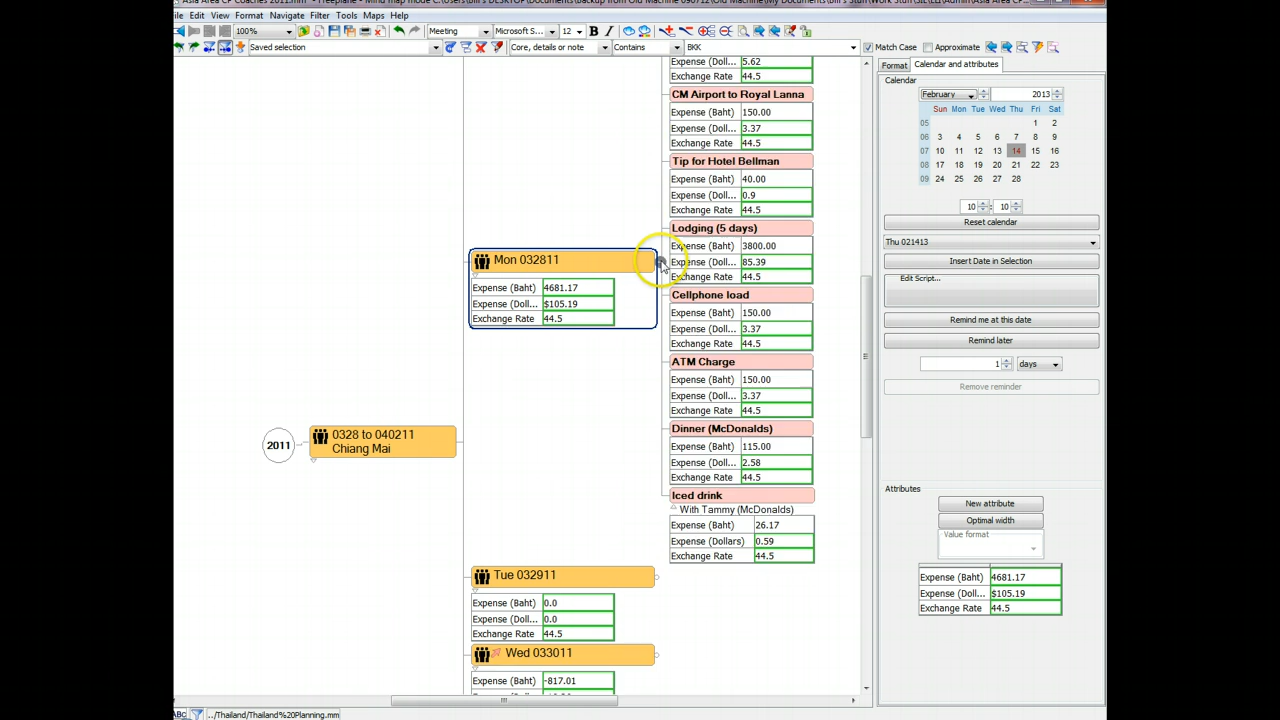 File Edit View Format Navigate Filter Tools Maps Help
100% Meeting Microsoft S... 12 B I
Saved selection Core, details or note Contains BKK Match Case Approximate
Format Calendar and attributes
Calendar
February 2013
Sun Mon Tue Wed Thu Fri Sat
05 1 2
06 3 4 5 6 7 8 9
07 10 11 12 13 14 15 16
08 17 18 19 20 21 22 23
09 24 25 26 27 28
10 : 10
Reset calendar
Thu 021413
Insert Date in Selection
Edit Script...
Remind me at this date
Remind later
1 days
Remove reminder
Attributes
New attribute
Optimal width
Value format
Expense (Baht) 4681.17
Expense (Doll... $105.19
Exchange Rate 44.5
2011
0328 to 040211
Chiang Mai
Mon 032811
Expense (Baht) 4681.17
Expense (Doll... $105.19
Exchange Rate 44.5
Tue 032911
Expense (Baht) 0.0
Expense (Doll... 0.0
Exchange Rate 44.5
Wed 033011
Expense (Baht) -817.01
Expense (Doll... 5.62
Exchange Rate 44.5
CM Airport to Royal Lanna
Expense (Baht) 150.00
Expense (Doll... 3.37
Exchange Rate 44.5
Tip for Hotel Bellman
Expense (Baht) 40.00
Expense (Doll... 0.9
Exchange Rate 44.5
Lodging (5 days)
Expense (Baht) 3800.00
Expense (Doll... 85.39
Exchange Rate 44.5
Cellphone load
Expense (Baht) 150.00
Expense (Doll... 3.37
Exchange Rate 44.5
ATM Charge
Expense (Baht) 150.00
Expense (Doll... 3.37
Exchange Rate 44.5
Dinner (McDonalds)
Expense (Baht) 115.00
Expense (Doll... 2.58
Exchange Rate 44.5
Iced drink
With Tammy (McDonalds)
Expense (Baht) 26.17
Expense (Dollars) 0.59
Exchange Rate 44.5
../Thailand/Thailand%20Planning.mm